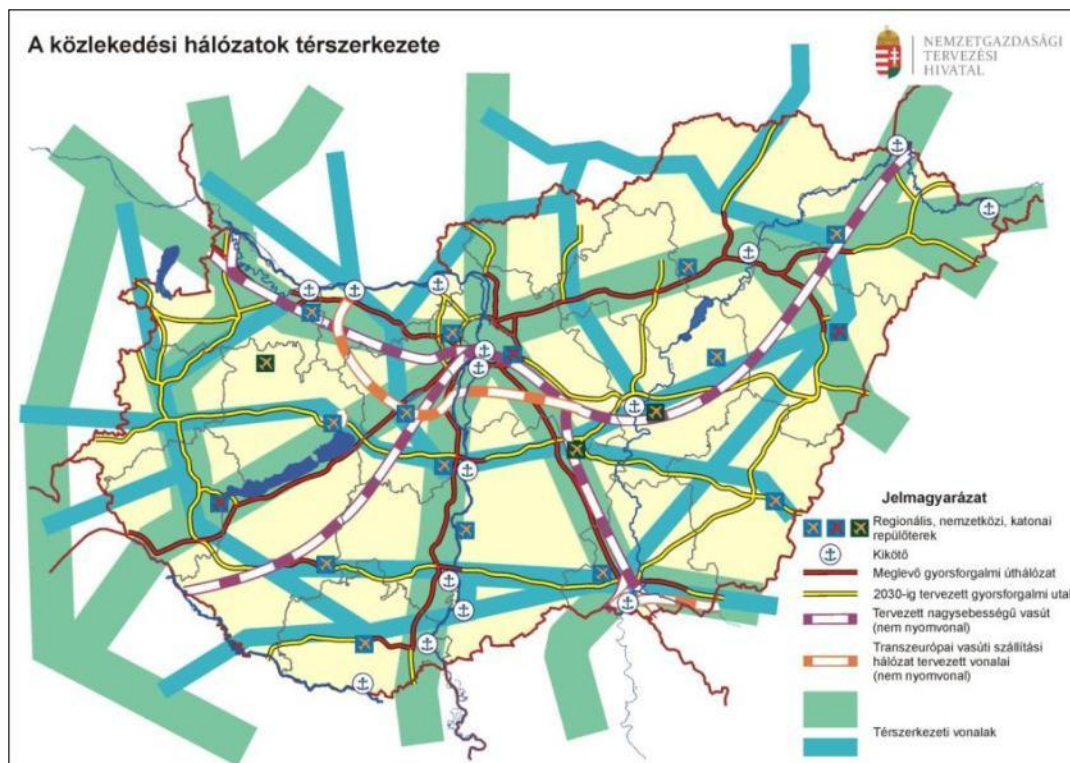 A közlekedési hálózatok térszerkezete
NEMZETGAZDASÁGI
TERVEZÉSI
HIVATAL
Jelmagyarázat
Regionális, nemzetközi, katonai
repülőterek
Kikötő
Meglevő gyorsforgalmi úthálózat
2030-ig tervezett gyorsforgalmi utal
Tervezett nagysebességű vasút
(nem nyomvonal)
Transzeurópai vasúti szállítási
hálózat tervezett vonalai
(nem nyomvonal)
Térszerkezeti vonalak